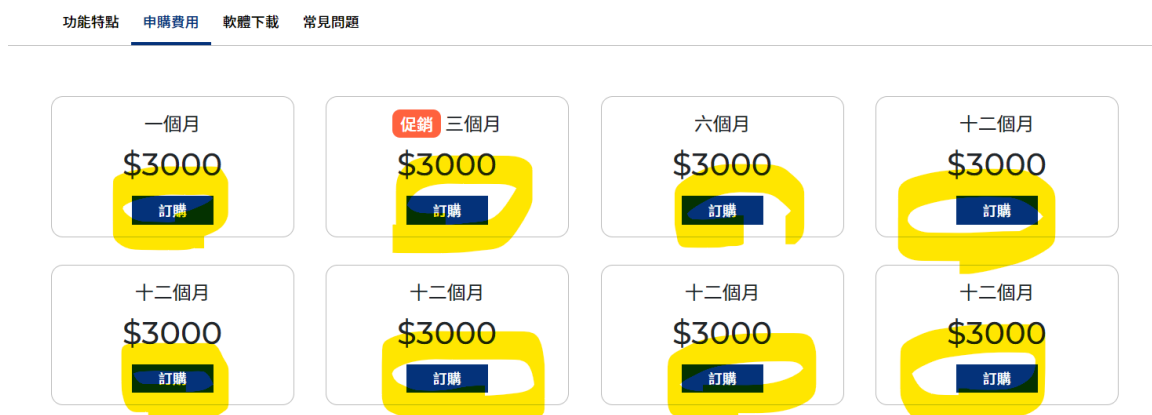 功能特點 申購費用 軟體下載 常見問題
一個月
$3000
訂購
促銷 三個月
$3000
訂購
六個月
$3000
訂購
十二個月
$3000
訂購
十二個月
$3000
訂購
十二個月
$3000
訂購
十二個月
$3000
訂購
十二個月
$3000
訂購